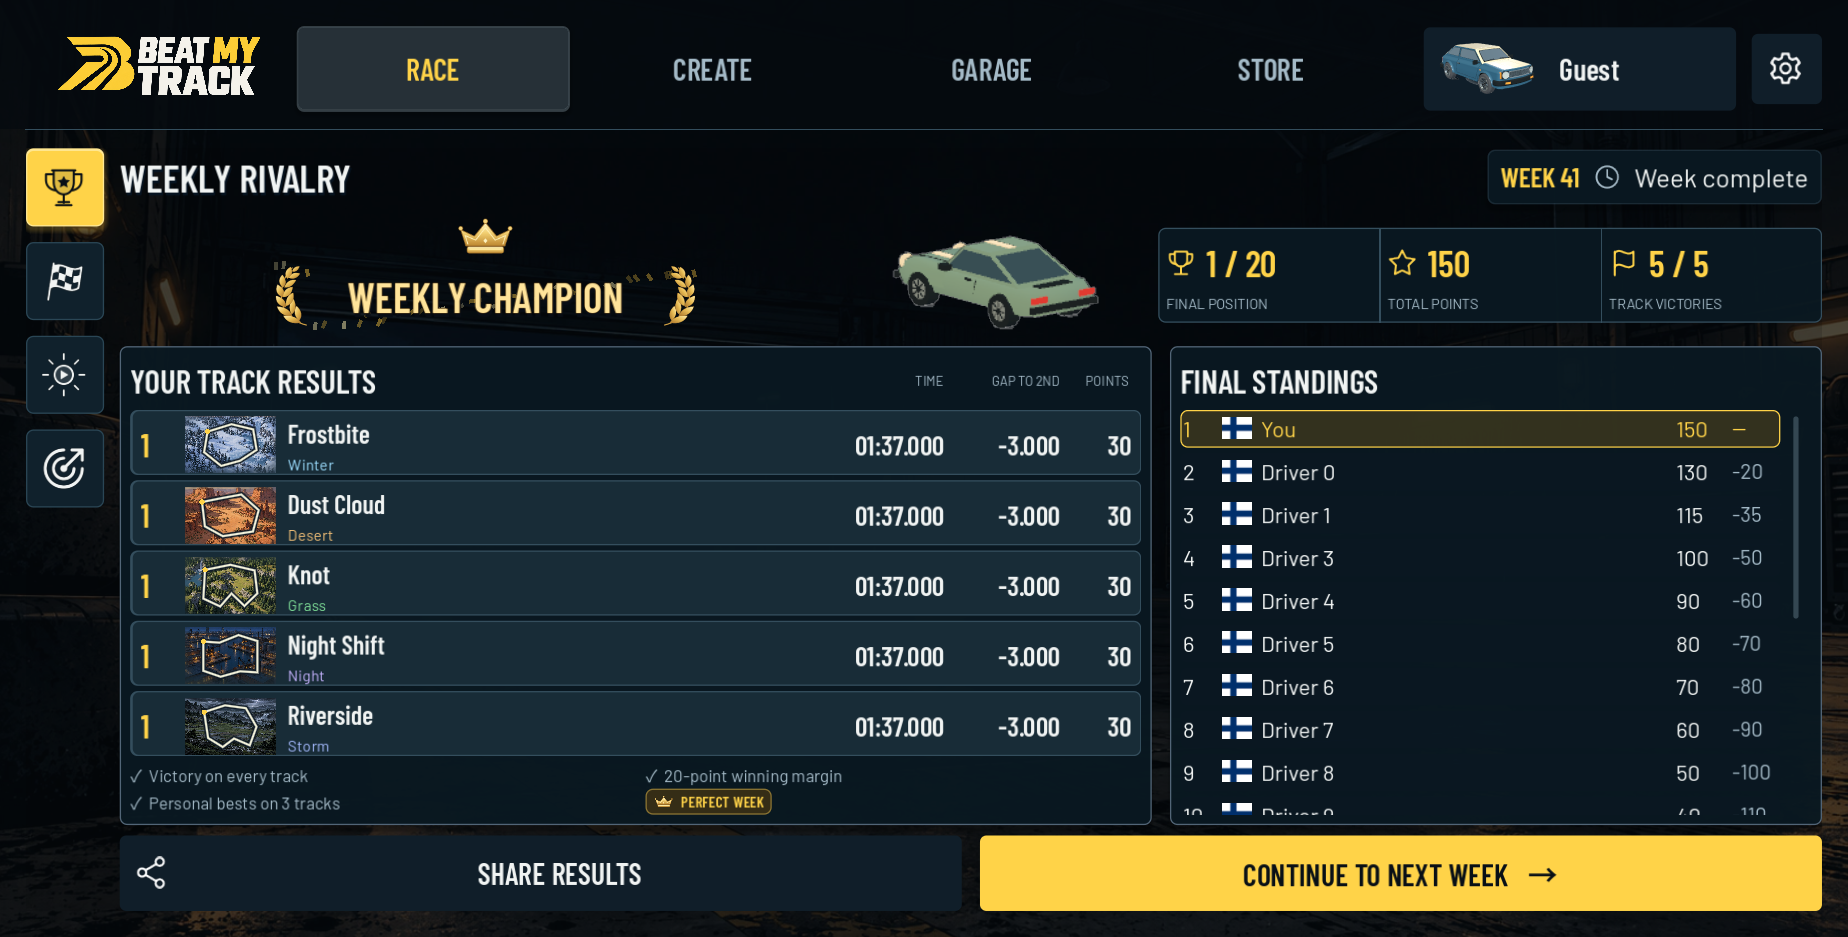 BEAT MY TRACK
RACE
CREATE
GARAGE
STORE
Guest
WEEKLY RIVALRY
WEEK 41 Week complete
WEEKLY CHAMPION
1 / 20
FINAL POSITION
150
TOTAL POINTS
5 / 5
TRACK VICTORIES
YOUR TRACK RESULTS TIME GAP TO 2ND POINTS
1 Frostbite 01:37.000 -3.000 30
Winter
1 Dust Cloud 01:37.000 -3.000 30
Desert
1 Knot 01:37.000 -3.000 30
Grass
1 Night Shift 01:37.000 -3.000 30
Night
1 Riverside 01:37.000 -3.000 30
Storm
✓ Victory on every track
✓ 20-point winning margin
✓ Personal bests on 3 tracks
PERFECT WEEK
FINAL STANDINGS
1 You 150 –
2 Driver 0 130 -20
3 Driver 1 115 -35
4 Driver 3 100 -50
5 Driver 4 90 -60
6 Driver 5 80 -70
7 Driver 6 70 -80
8 Driver 7 60 -90
9 Driver 8 50 -100
10 Driver 9 40 -110
SHARE RESULTS
CONTINUE TO NEXT WEEK →